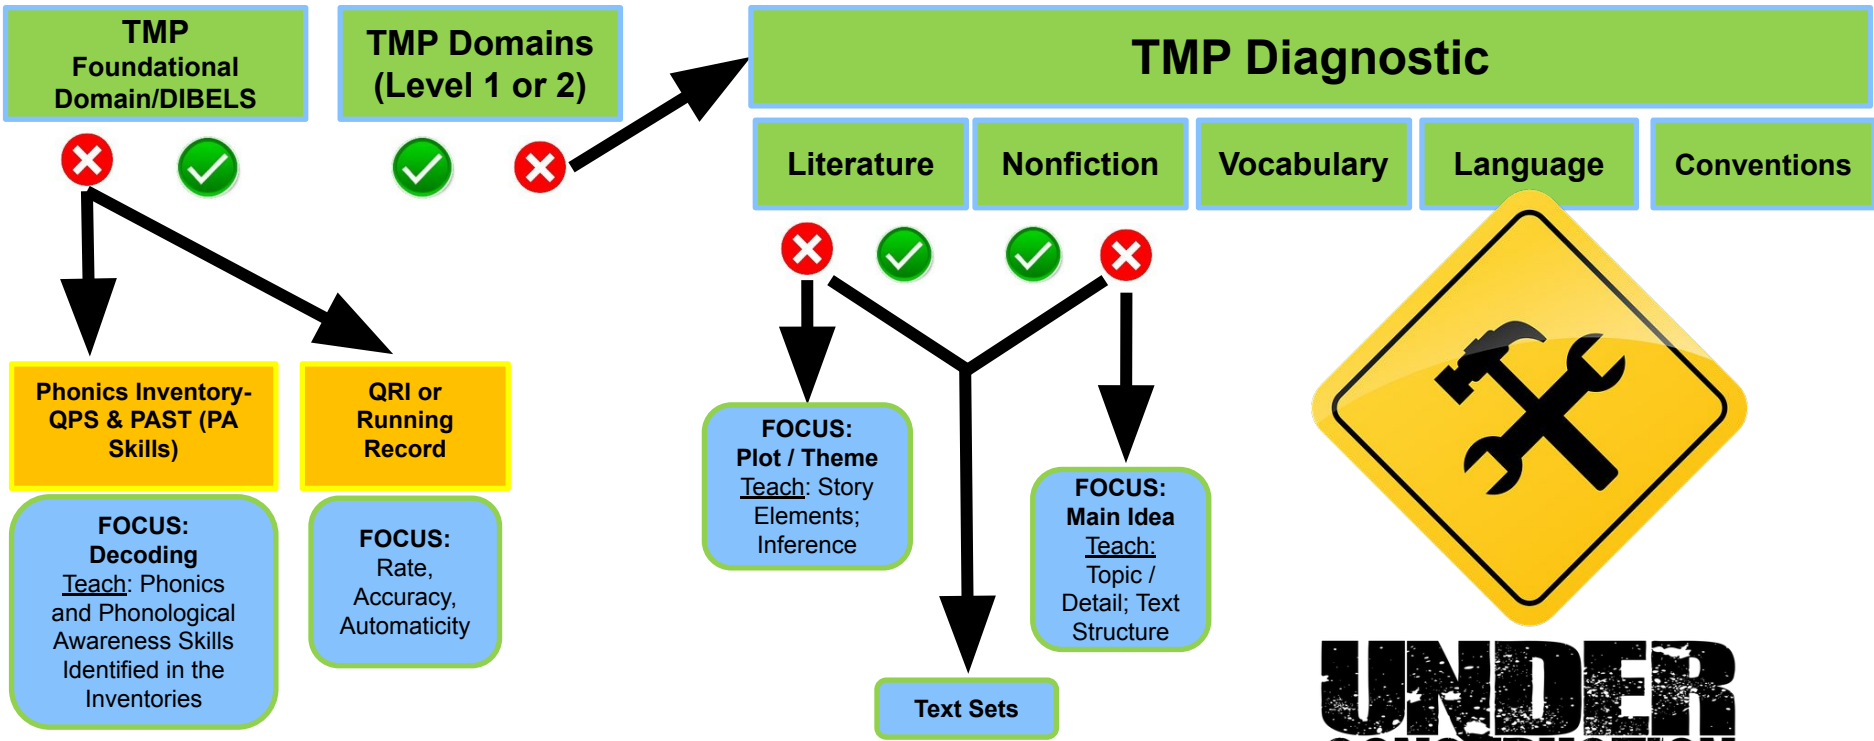 TMP
Foundational
Domain/DIBELS
TMP Domains
(Level 1 or 2)
TMP Diagnostic
Literature
Nonfiction
Vocabulary
Language
Conventions
Phonics Inventory-
QPS & PAST (PA
Skills)
QRI or
Running
Record
FOCUS:
Decoding
Teach: Phonics
and Phonological
Awareness Skills
Identified in the
Inventories
FOCUS:
Rate,
Accuracy,
Automaticity
FOCUS:
Plot / Theme
Teach: Story
Elements;
Inference
FOCUS:
Main Idea
Teach:
Topic /
Detail; Text
Structure
Text Sets
UNDER
CONSTRUCTION